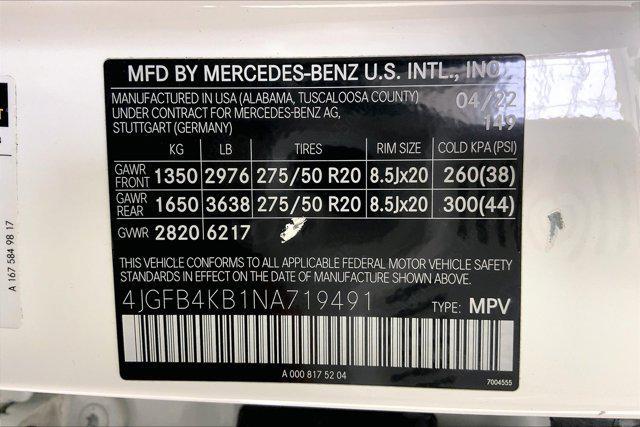 MFD BY MERCEDES-BENZ U.S. INTL., INC.
MANUFACTURED IN USA (ALABAMA, TUSCALOOSA COUNTY) 04/22
UNDER CONTRACT FOR MERCEDES-BENZ AG, 149
STUTTGART (GERMANY)
KG LB TIRES RIM SIZE COLD KPA (PSI)
GAWR FRONT 1350 2976 275/50 R20 8.5Jx20 260(38)
GAWR REAR 1650 3638 275/50 R20 8.5Jx20 300(44)
GVWR 2820 6217
THIS VEHICLE CONFORMS TO ALL APPLICABLE FEDERAL MOTOR VEHICLE SAFETY
STANDARDS IN EFFECT ON THE DATE OF MANUFACTURE SHOWN ABOVE.
4JGFB4KB1NA719491 TYPE: MPV
A 000 817 52 04
7004555
A 167 584 98 17